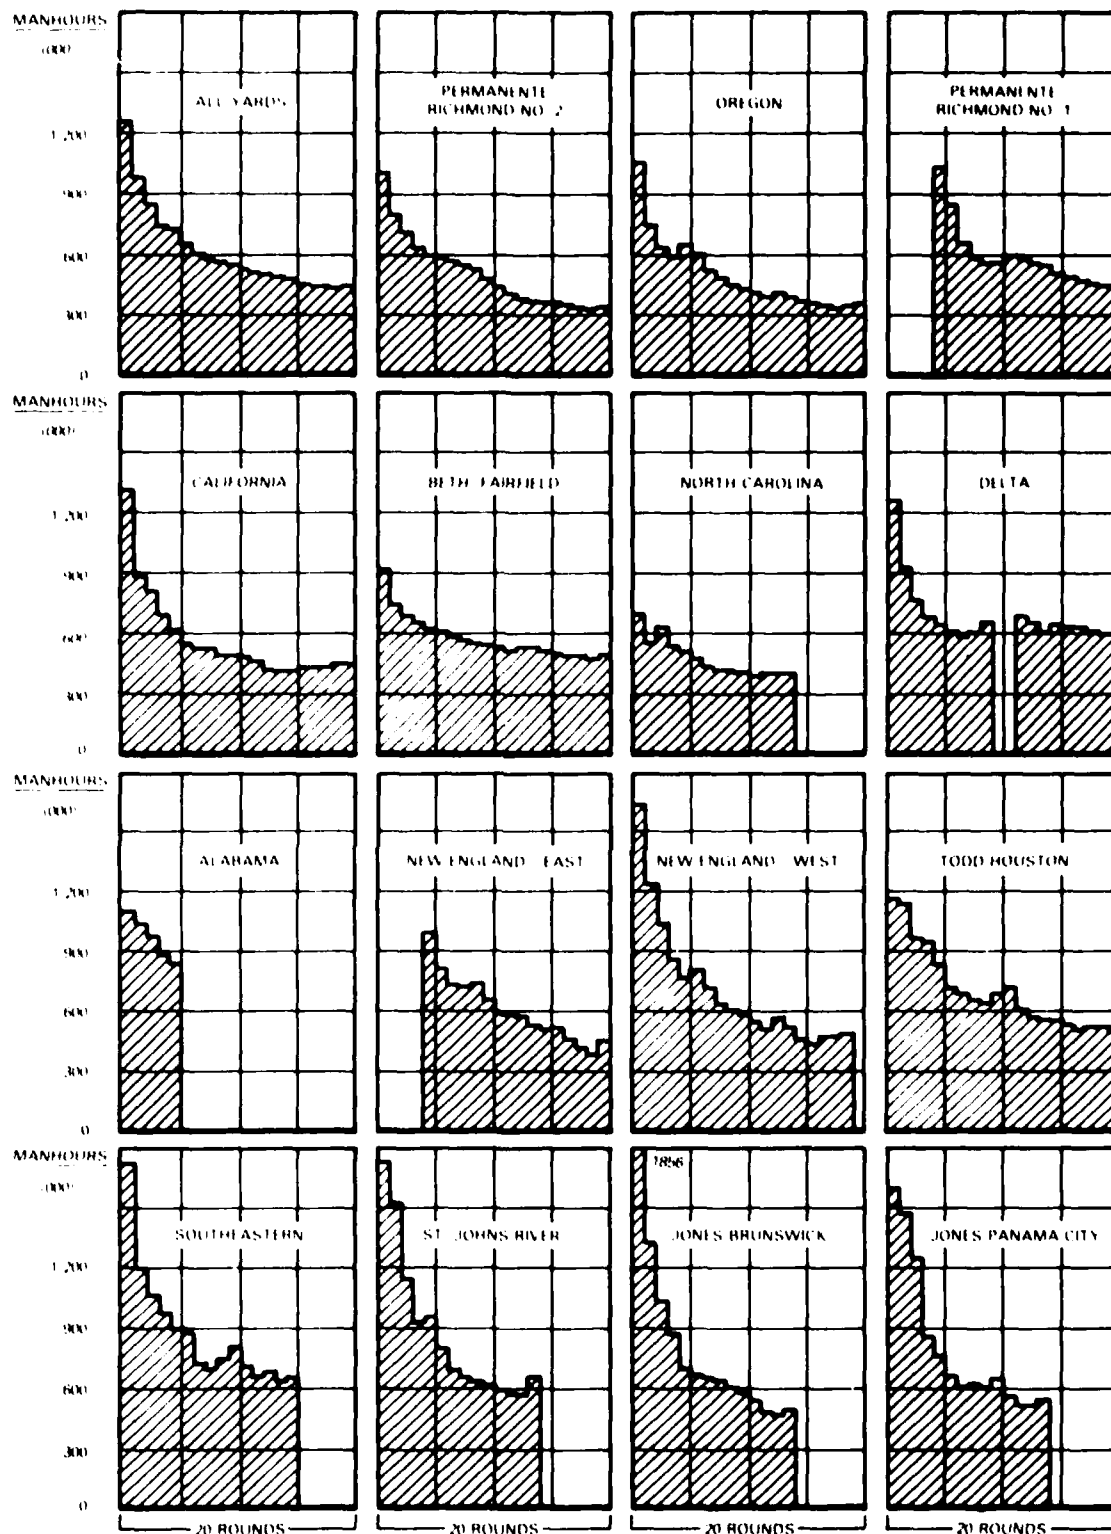 MANHOURS
(000)
ALL YARDS
PERMANENTE
RICHMOND NO. 2
OREGON
PERMANENTE
RICHMOND NO. 1
1 200
900
600
300
0
MANHOURS
(000)
CALIFORNIA
BETH FAIRFIELD
NORTH CAROLINA
DELTA
1 200
900
600
300
0
MANHOURS
(000)
ALABAMA
NEW ENGLAND EAST
NEW ENGLAND WEST
TODD HOUSTON
1 200
900
600
300
0
MANHOURS
(000)
1856
SOUTHEASTERN
ST. JOHNS RIVER
JONES BRUNSWICK
JONES PANAMA CITY
1 200
900
600
300
0
20 ROUNDS
20 ROUNDS
20 ROUNDS
20 ROUNDS